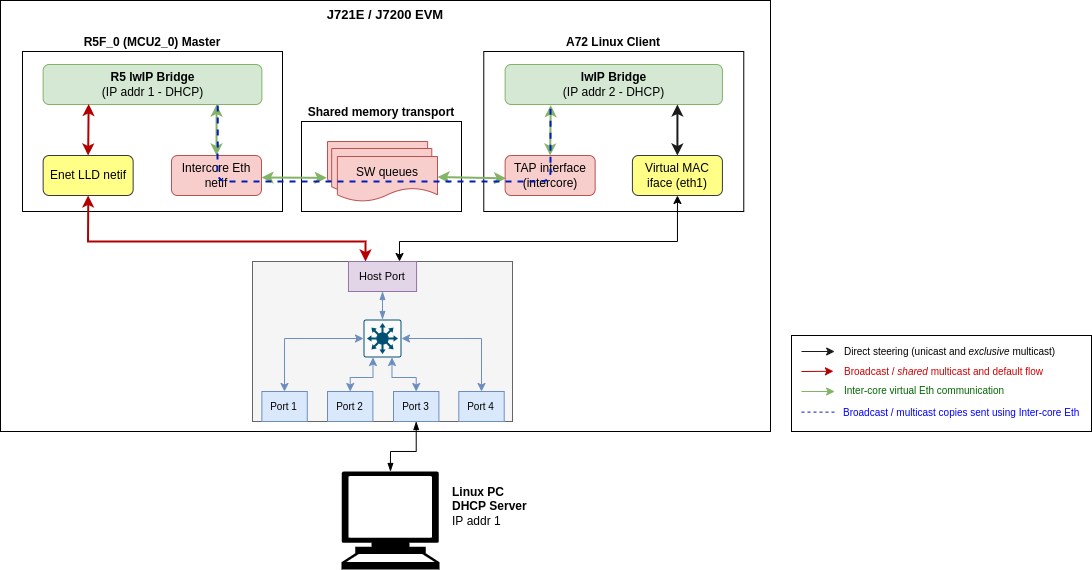 J721E / J7200 EVM
R5F_0 (MCU2_0) Master
A72 Linux Client
R5 lwIP Bridge
(IP addr 1 - DHCP)
lwIP Bridge
(IP addr 2 - DHCP)
Shared memory transport
Enet LLD netif
Intercore Eth
netif
SW queues
TAP interface
(intercore)
Virtual MAC
iface (eth1)
Host Port
Port 1
Port 2
Port 3
Port 4
Direct steering (unicast and exclusive multicast)
Broadcast / shared multicast and default flow
Inter-core virtual Eth communication
Broadcast / multicast copies sent using Inter-core Eth
Linux PC
DHCP Server
IP addr 1